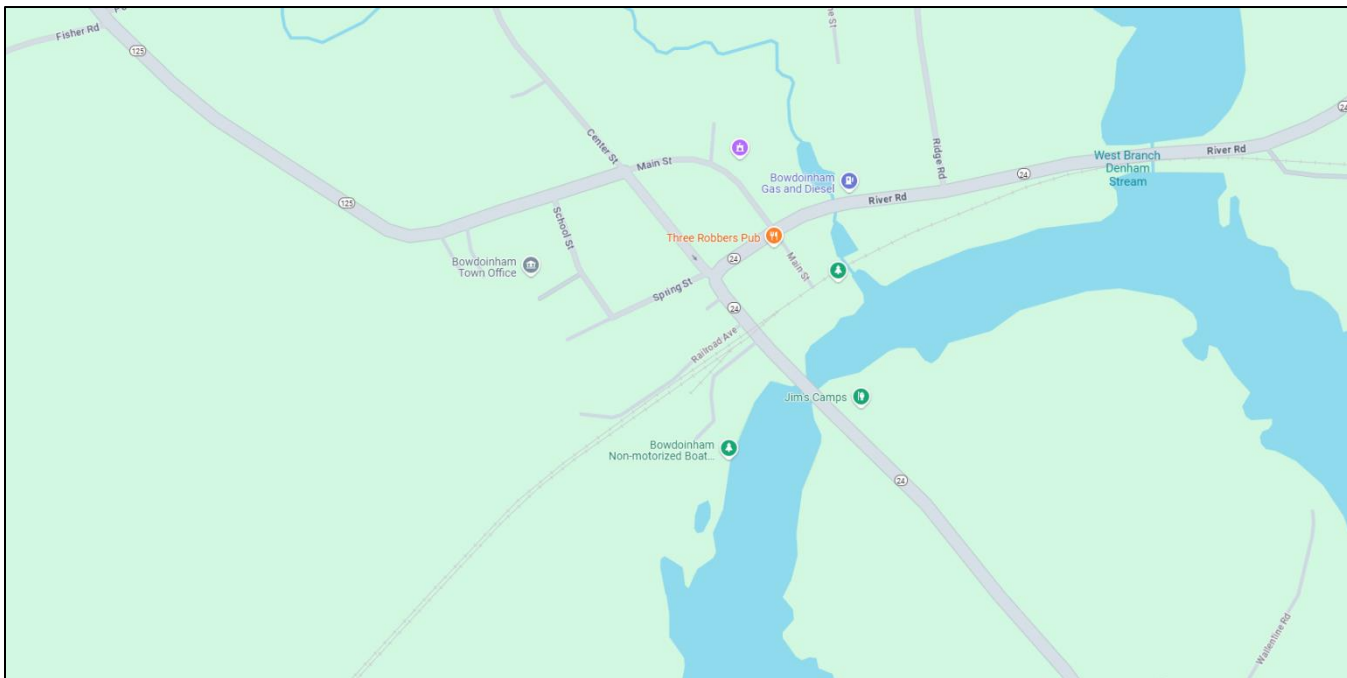 Fisher Rd
125
Center St
Main St
Ridge Rd
24
River Rd
West Branch
Denham
Stream
24
Bowdoinham
Gas and Diesel
River Rd
125
School St
Three Robbers Pub
Main St
24
Bowdoinham
Town Office
Spring St
24
Railroad Ave
Jim's Camps
Bowdoinham
Non-motorized Boat...
24
Wallentine Rd